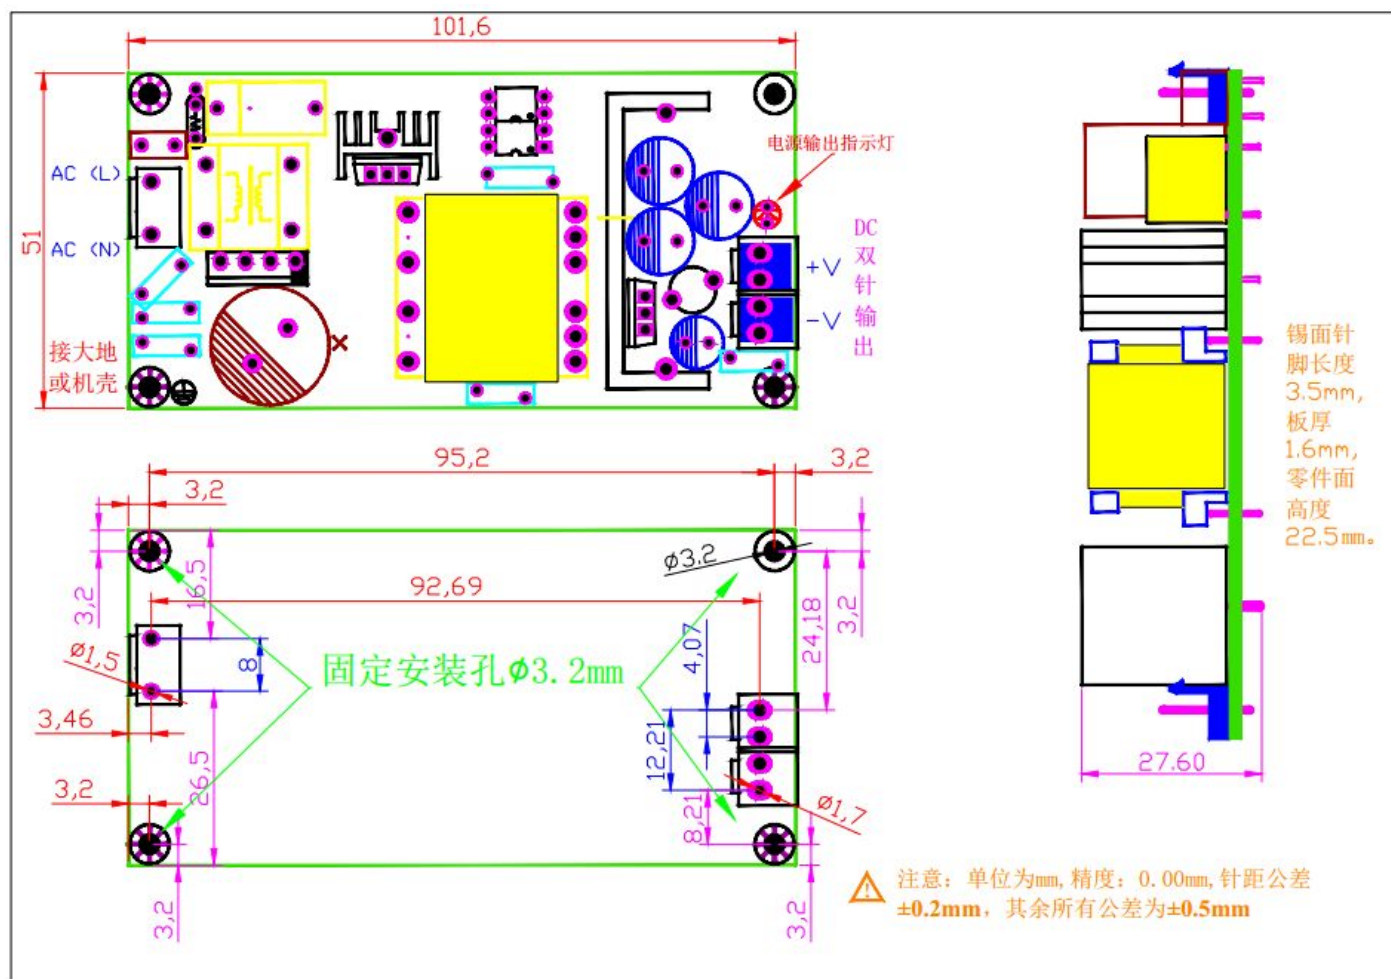 101,6
51
AC (L)
AC (N)
接大地
或机壳
电源输出指示灯
DC
双
针
输
出
+V
-V
锡面针
脚长度
3.5mm,
板厚
1.6mm,
零件面
高度
22.5mm。
95,2
3,2
3,2
3,2
16,5
92,69
ø3.2
3,2
24,18
4,07
ø1,5
8
固定安装孔ø3.2mm
3,46
26,5
3,2
12,21
8,21
ø1,7
3,2
3,2
27.60
注意：单位为mm,精度：0.00mm,针距公差
±0.2mm，其余所有公差为±0.5mm